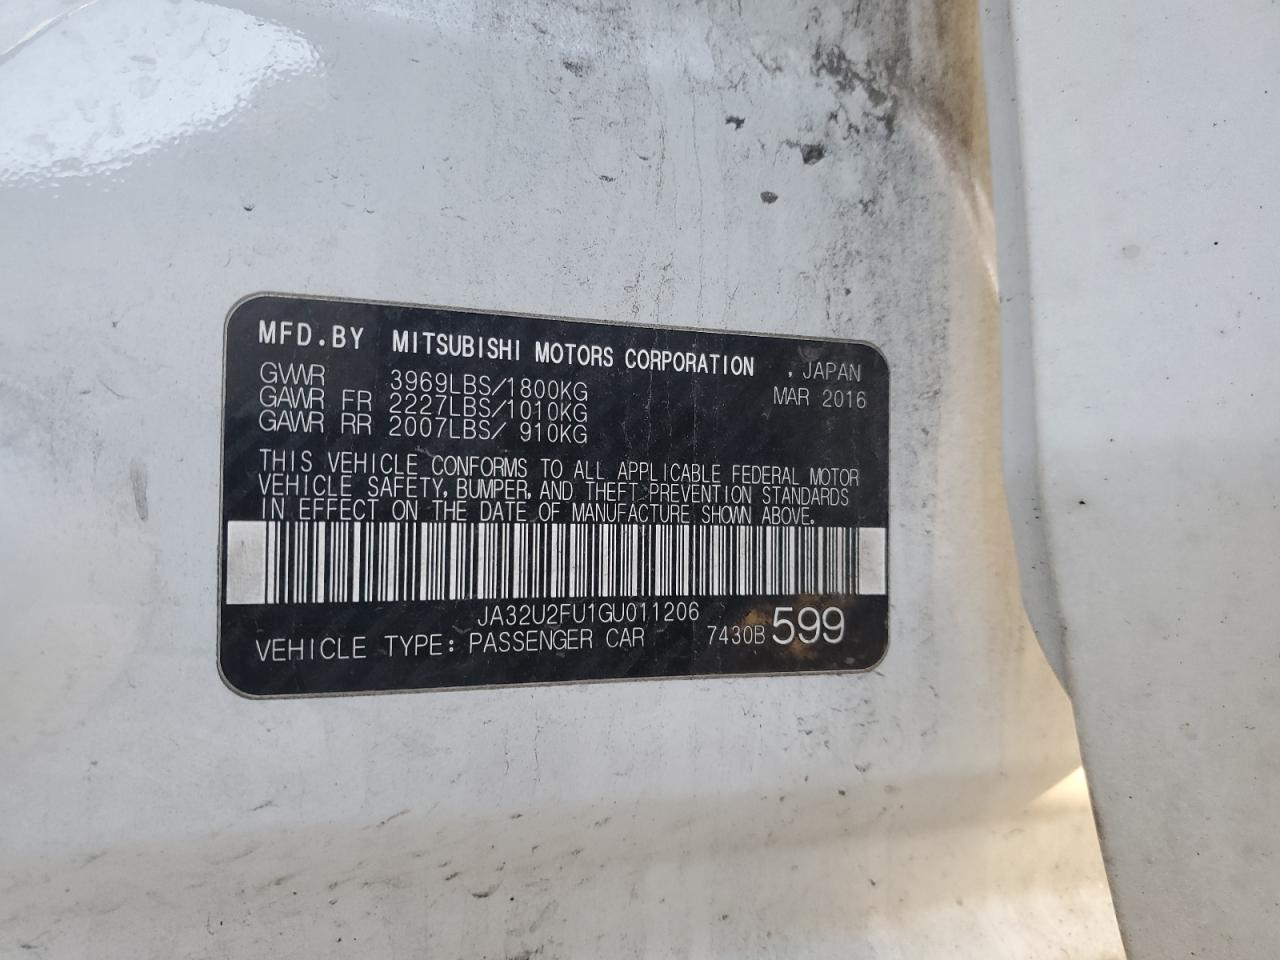 MFD.BY MITSUBISHI MOTORS CORPORATION , JAPAN
GVWR 3969LBS/1800KG MAR 2016
GAWR FR 2227LBS/1010KG
GAWR RR 2007LBS/ 910KG
THIS VEHICLE CONFORMS TO ALL APPLICABLE FEDERAL MOTOR
VEHICLE SAFETY, BUMPER, AND THEFT PREVENTION STANDARDS
IN EFFECT ON THE DATE OF MANUFACTURE SHOWN ABOVE.
JA32U2FU1GU011206
VEHICLE TYPE: PASSENGER CAR 7430B 599